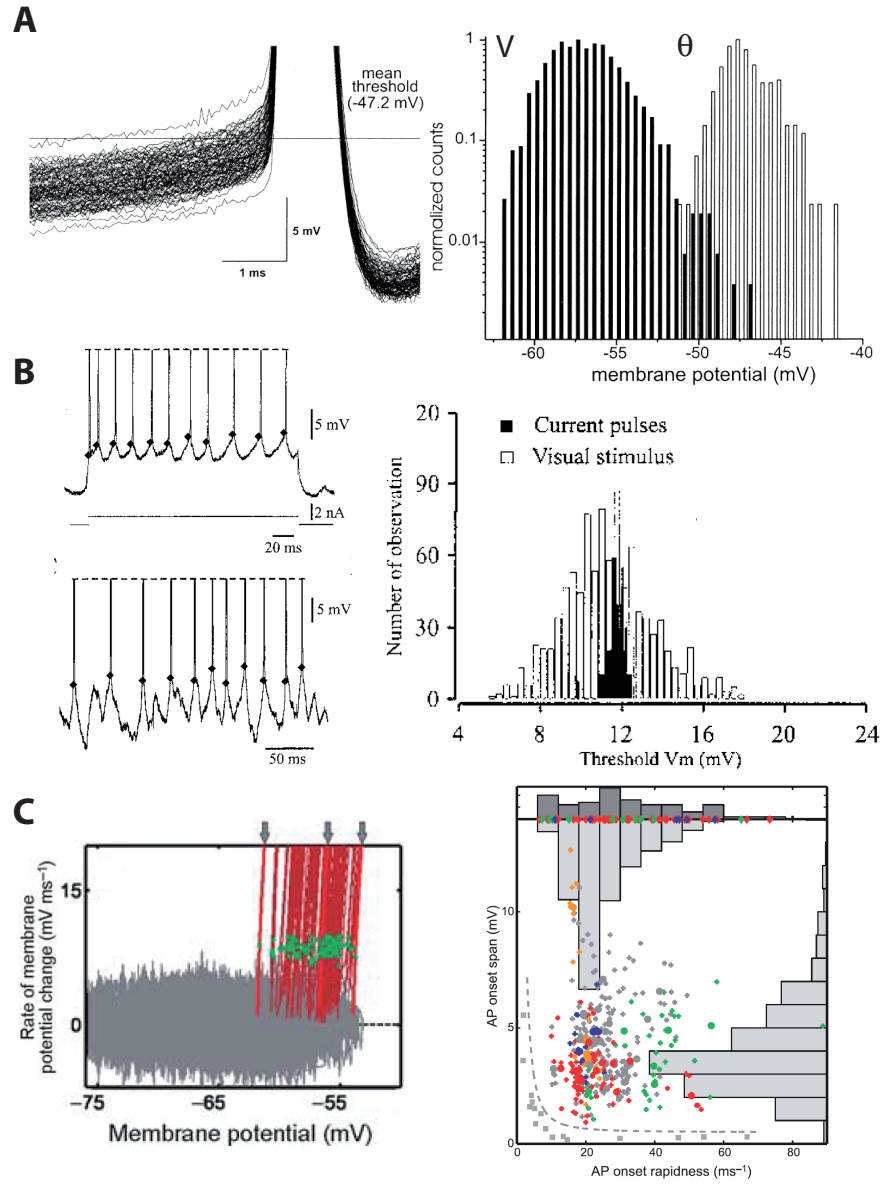 A
mean
threshold
(-47.2 mV)
5 mV
1 ms
V
θ
normalized counts
1
0.1
0.01
-60
-55
-50
-45
-40
membrane potential (mV)
B
5 mV
2 nA
20 ms
5 mV
50 ms
Current pulses
Visual stimulus
Number of observation
20
90
60
30
0
4
8
12
16
20
24
Threshold Vm (mV)
C
Rate of membrane
potential change (mV ms⁻¹)
15
0
−75
−65
−55
Membrane potential (mV)
AP onset span (mV)
10
5
0
0
20
40
60
80
AP onset rapidness (ms⁻¹)